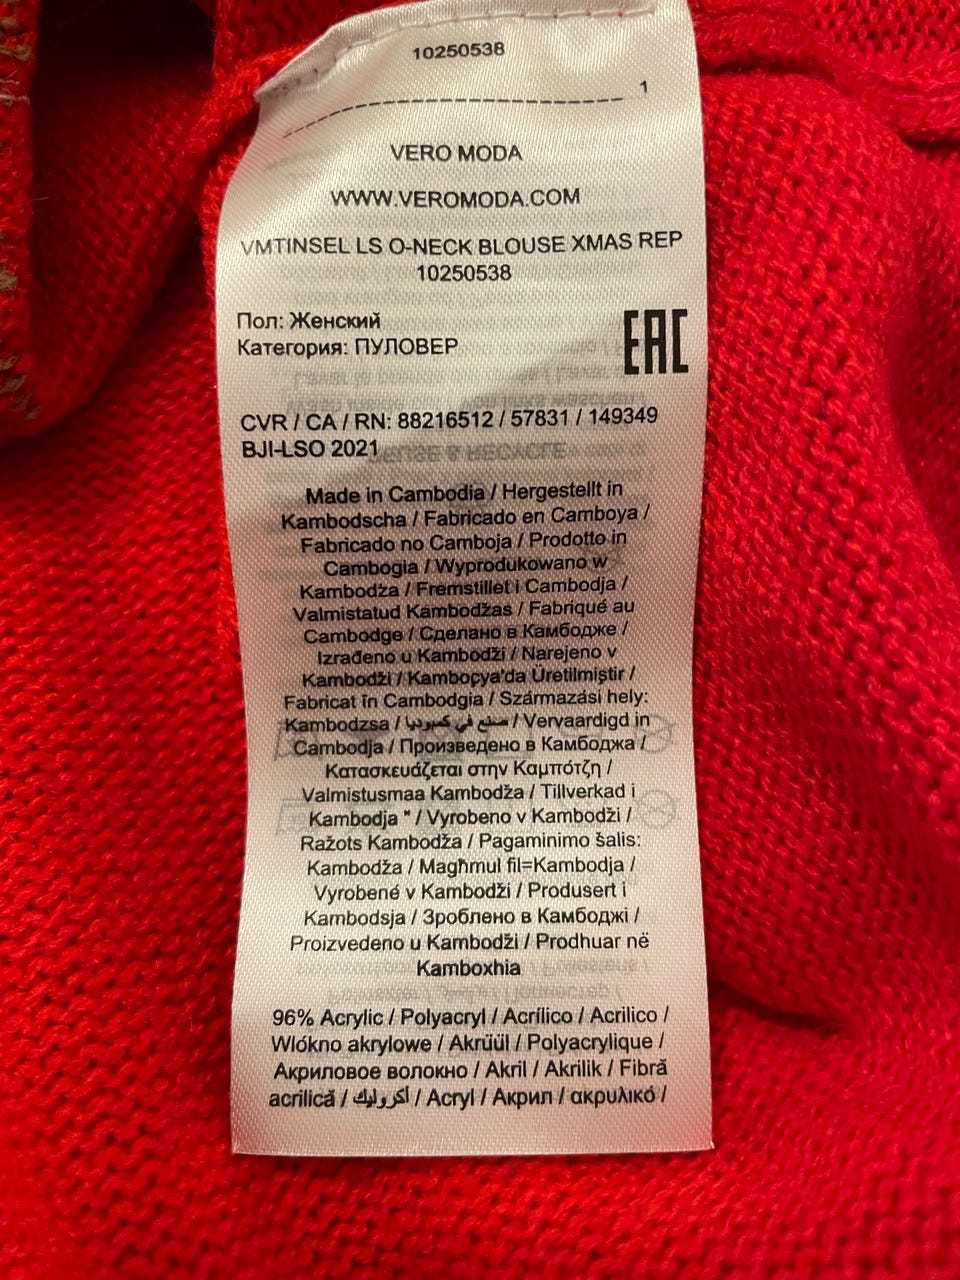 10250538
1
VERO MODA
WWW.VEROMODA.COM
VMTINSEL LS O-NECK BLOUSE XMAS REP
10250538
Пол: Женский
Категория: ПУЛОВЕР
EAC
CVR / CA / RN: 88216512 / 57831 / 149349
BJI-LSO 2021
Made in Cambodia / Hergestellt in
Kambodscha / Fabricado en Camboya /
Fabricado no Camboja / Prodotto in
Cambogia / Wyprodukowano w
Kambodża / Fremstillet i Cambodja /
Valmistatud Kambodžas / Fabriqué au
Cambodge / Сделано в Камбодже /
Izrađeno u Kambodži / Narejeno v
Kambodži / Kamboçya'da Üretilmiştir /
Fabricat în Cambodgia / Származási hely:
Kambodzsa / صنع في كمبوديا / Vervaardigd in
Cambodja / Произведено в Камбоджа /
Κατασκευάζεται στην Καμπότζη /
Valmistusmaa Kambodža / Tillverkad i
Kambodja " / Vyrobeno v Kambodži /
Ražots Kambodža / Pagaminimo šalis:
Kambodža / Magħmul fil=Kambodja /
Vyrobené v Kambodži / Produsert i
Kambodsja / Зроблено в Камбоджі /
Proizvedeno u Kambodži / Prodhuar në
Kamboxhia
96% Acrylic / Polyacryl / Acrílico / Acrilico /
Wlókno akrylowe / Akrüül / Polyacrylique /
Акриловое волокно / Akril / Akrilik / Fibră
acrilică / أكروليك / Acryl / Акрил / ακρυλικό /